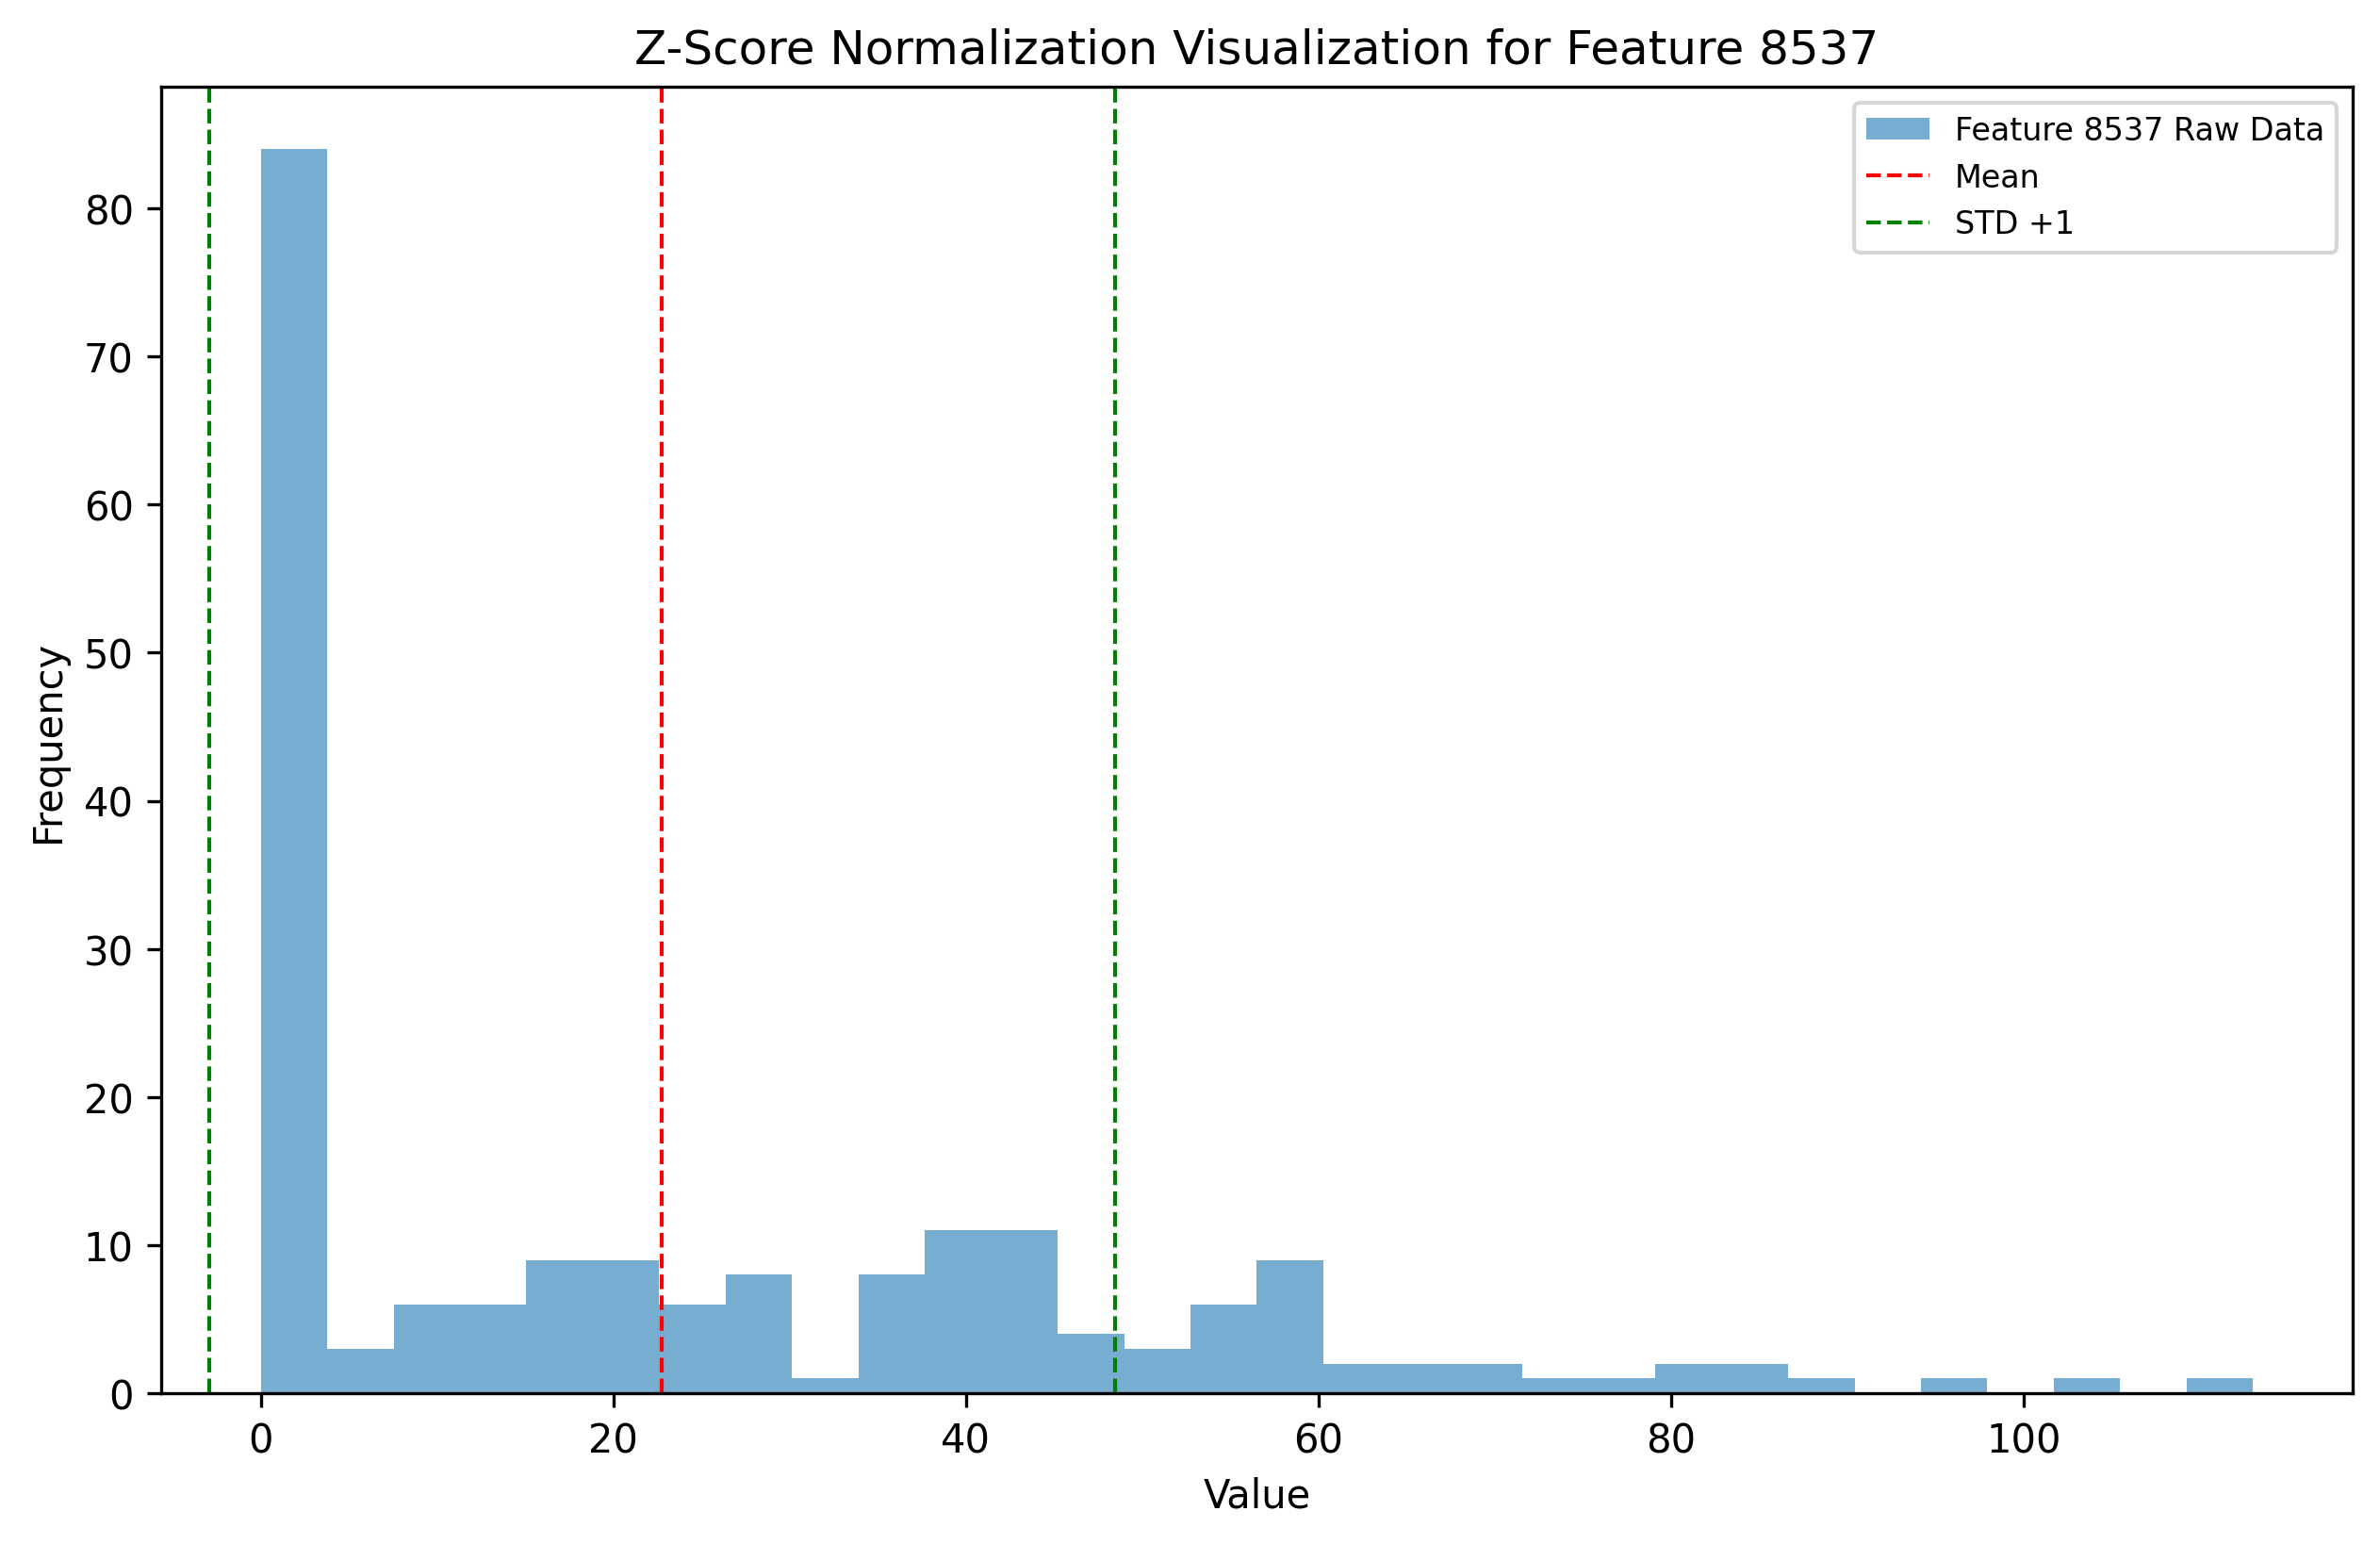 Z-Score Normalization Visualization for Feature 8537
Feature 8537 Raw Data
Mean
STD +1
Frequency
80
70
60
50
40
30
20
10
0
0 20 40 60 80 100
Value